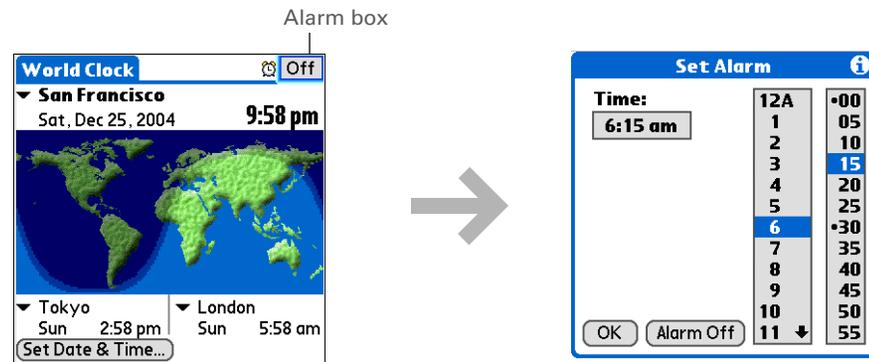 Alarm box
World Clock
Off
San Francisco
Sat, Dec 25, 2004
9:58 pm
Tokyo
Sun 2:58 pm
London
Sun 5:58 am
Set Date & Time...
Set Alarm
i
Time:
6:15 am
12A
1
2
3
4
5
6
7
8
9
10
11
•00
05
10
15
20
25
•30
35
40
45
50
55
OK
Alarm Off